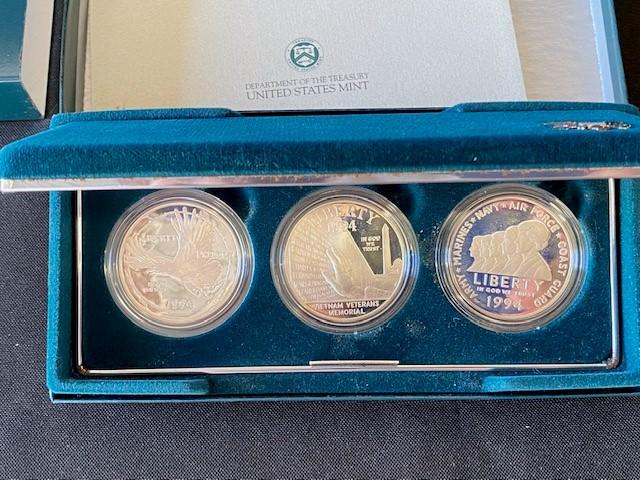 DEPARTMENT OF THE TREASURY
UNITED STATES MINT
LIBERTY
1994
LIBERTY
1994
IN GOD
WE
TRUST
VIETNAM VETERANS
MEMORIAL
ARMY★MARINES★NAVY★AIR FORCE★COAST GUARD
LIBERTY
IN GOD WE TRUST
1994